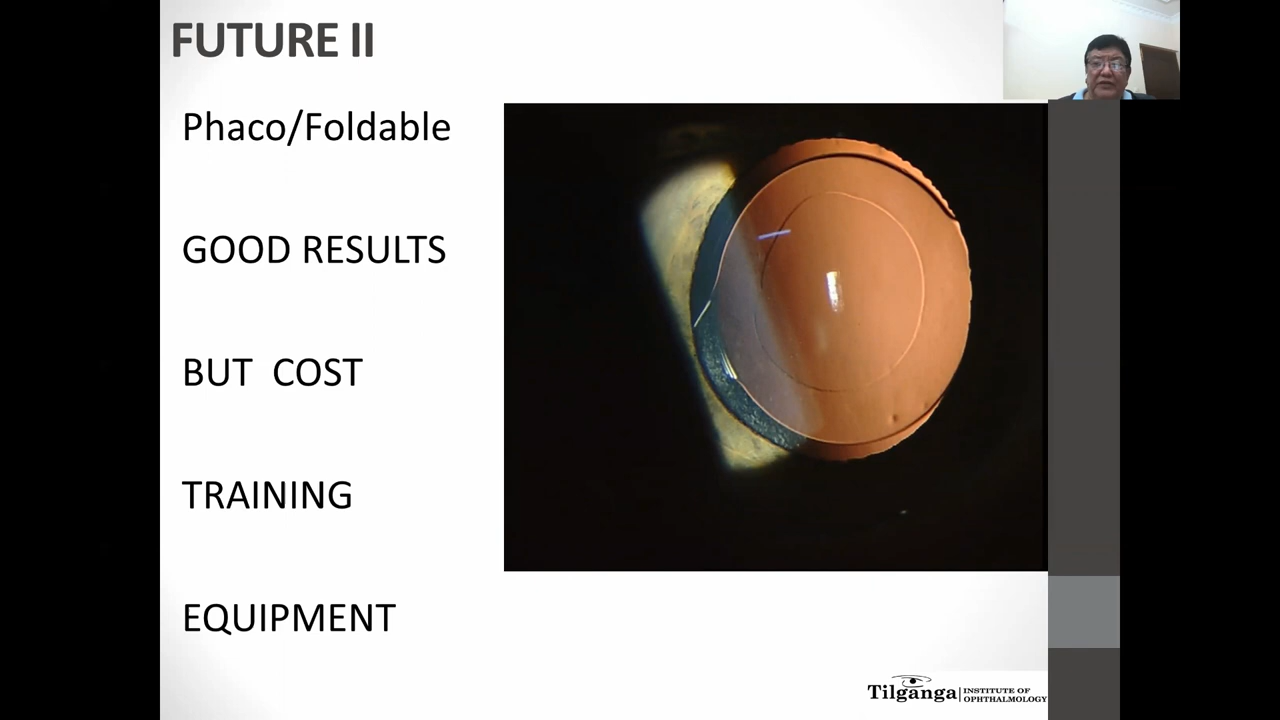 FUTURE II
Phaco/Foldable
GOOD RESULTS
BUT COST
TRAINING
EQUIPMENT
Tilganga INSTITUTE OF
OPHTHALMOLOGY